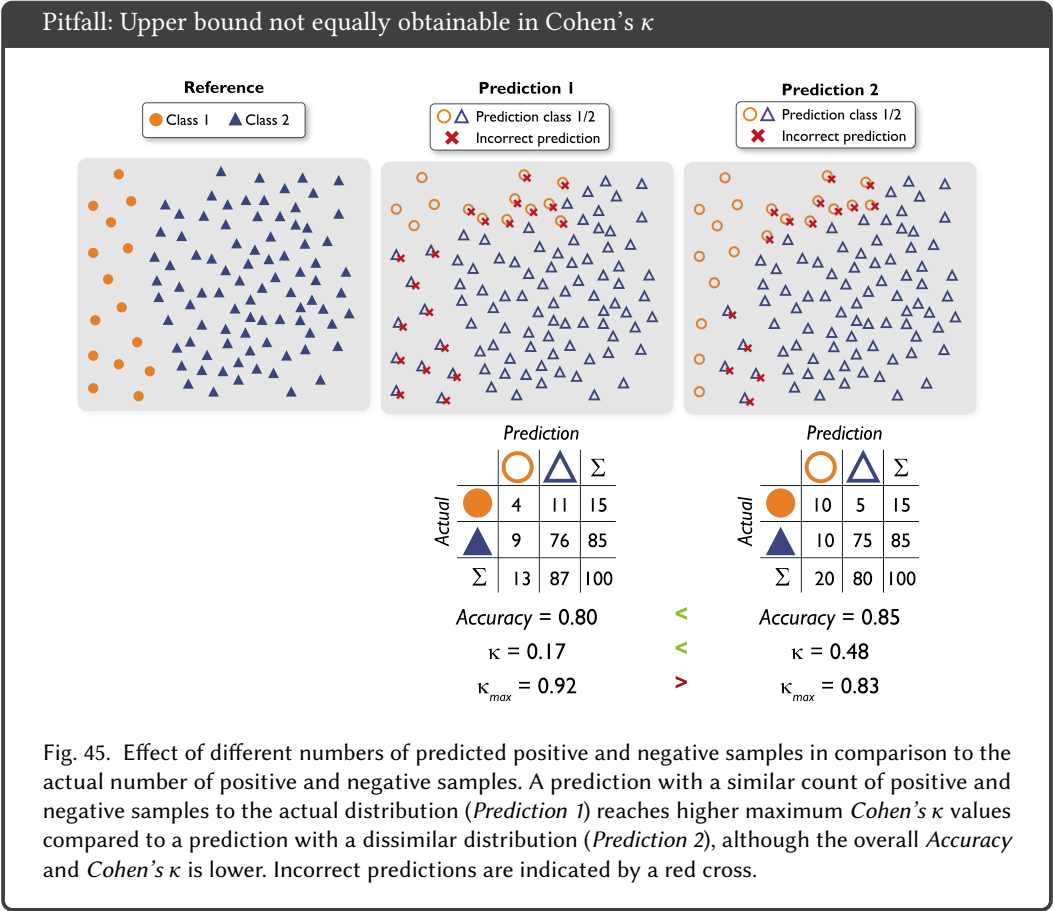 Pitfall: Upper bound not equally obtainable in Cohen's κ
Reference
Class 1 Class 2
Prediction 1
Prediction class 1/2
Incorrect prediction
Prediction 2
Prediction class 1/2
Incorrect prediction
Prediction
Σ
Actual
4 11 15
9 76 85
Σ 13 87 100
Accuracy = 0.80
κ = 0.17
κmax = 0.92
<
<
>
Prediction
Σ
Actual
10 5 15
10 75 85
Σ 20 80 100
Accuracy = 0.85
κ = 0.48
κmax = 0.83
Fig. 45. Effect of different numbers of predicted positive and negative samples in comparison to the
actual number of positive and negative samples. A prediction with a similar count of positive and
negative samples to the actual distribution (Prediction 1) reaches higher maximum Cohen's κ values
compared to a prediction with a dissimilar distribution (Prediction 2), although the overall Accuracy
and Cohen's κ is lower. Incorrect predictions are indicated by a red cross.